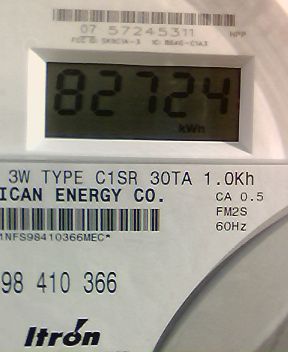 07 57245311
HPP
82724
kWh
3W TYPE C1SR 30TA 1.0Kh
ICAN ENERGY CO.
CA 0.5
FM2S
60Hz
1NFS98410366MEC*
98 410 366
Itron